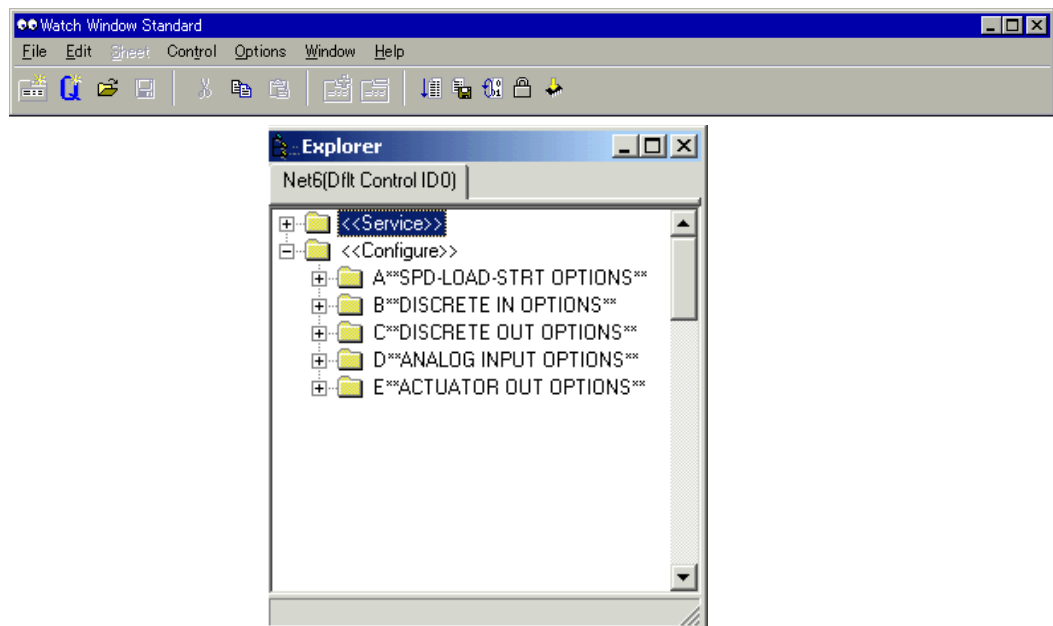 Watch Window Standard
File Edit Sheet Control Options Window Help
Explorer
Net6(Dflt Control ID0)
<<Service>>
<<Configure>>
A**SPD-LOAD-STRT OPTIONS**
B**DISCRETE IN OPTIONS**
C**DISCRETE OUT OPTIONS**
D**ANALOG INPUT OPTIONS**
E**ACTUATOR OUT OPTIONS**